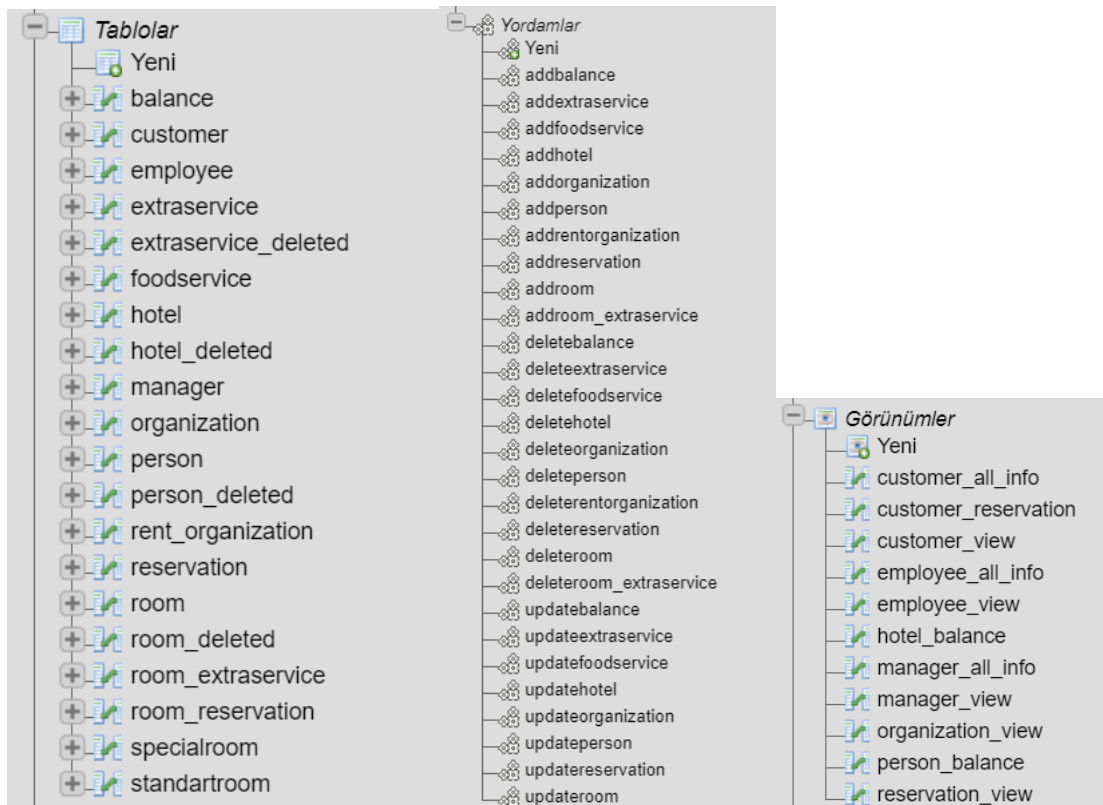 Tablolar
Yeni
balance
customer
employee
extraservice
extraservice_deleted
foodservice
hotel
hotel_deleted
manager
organization
person
person_deleted
rent_organization
reservation
room
room_deleted
room_extraservice
room_reservation
specialroom
standartroom
Yordamlar
Yeni
addbalance
addextraservice
addfoodservice
addhotel
addorganization
addperson
addrentorganization
addreservation
addroom
addroom_extraservice
deletebalance
deleteextraservice
deletefoodservice
deletehotel
deleteorganization
deleteperson
deleterentorganization
deletereservation
deleteroom
deleteroom_extraservice
updatebalance
updateextraservice
updatefoodservice
updatehotel
updateorganization
updateperson
updatereservation
updateroom
Görünümler
Yeni
customer_all_info
customer_reservation
customer_view
employee_all_info
employee_view
hotel_balance
manager_all_info
manager_view
organization_view
person_balance
reservation_view